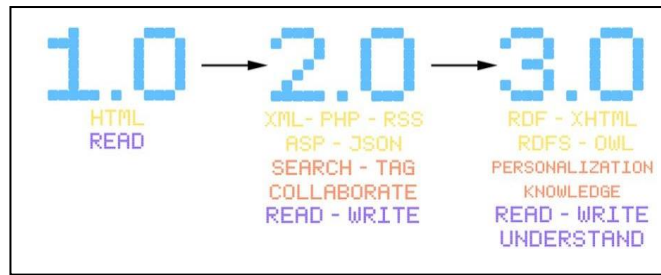 1.0
HTML
READ
2.0
XML- PHP - RSS
ASP - JSON
SEARCH - TAG
COLLABORATE
READ - WRITE
3.0
RDF - XHTML
RDFS - OWL
PERSONALIZATION
KNOWLEDGE
READ - WRITE
UNDERSTAND